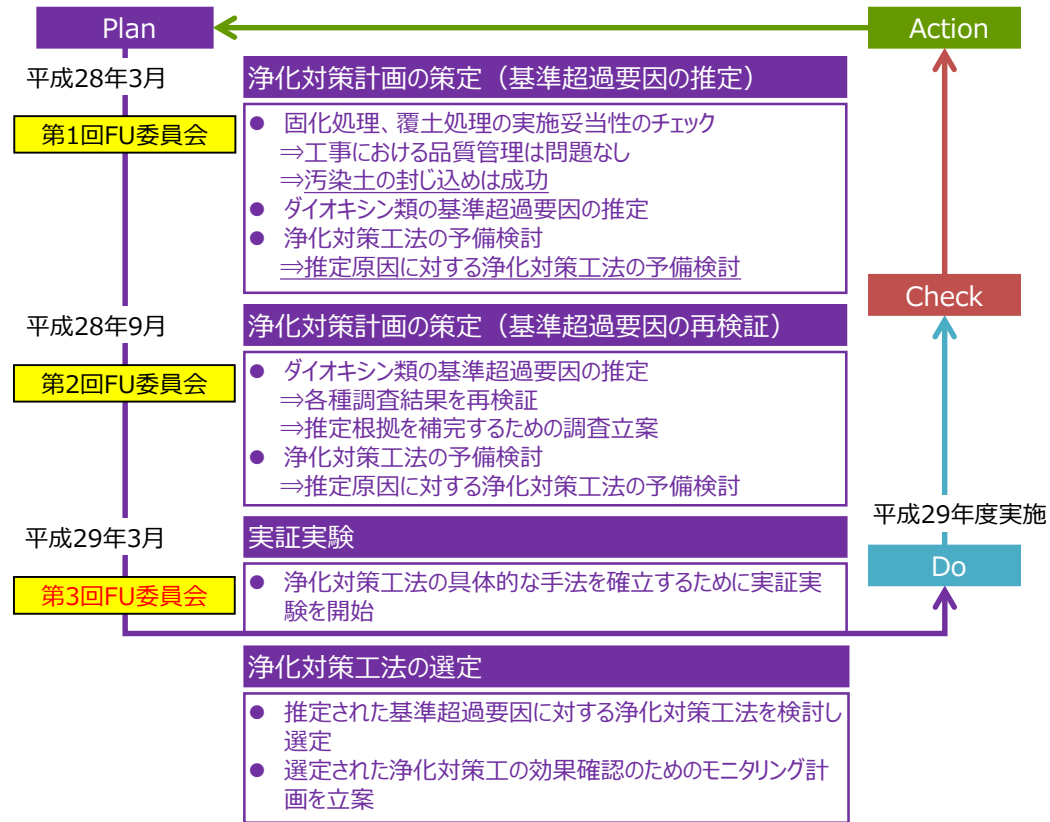 Plan
Action
平成28年3月
浄化対策計画の策定（基準超過要因の推定）
第1回FU委員会
● 固化処理、覆土処理の実施妥当性のチェック
⇒工事における品質管理は問題なし
⇒汚染土の封じ込めは成功
● ダイオキシン類の基準超過要因の推定
● 浄化対策工法の予備検討
⇒推定原因に対する浄化対策工法の予備検討
Check
平成28年9月
浄化対策計画の策定（基準超過要因の再検証）
第2回FU委員会
● ダイオキシン類の基準超過要因の推定
⇒各種調査結果を再検証
⇒推定根拠を補完するための調査立案
● 浄化対策工法の予備検討
⇒推定原因に対する浄化対策工法の予備検討
平成29年度実施
平成29年3月
実証実験
Do
第3回FU委員会
● 浄化対策工法の具体的な手法を確立するために実証実
験を開始
浄化対策工法の選定
● 推定された基準超過要因に対する浄化対策工法を検討し
選定
● 選定された浄化対策工の効果確認のためのモニタリング計
画を立案